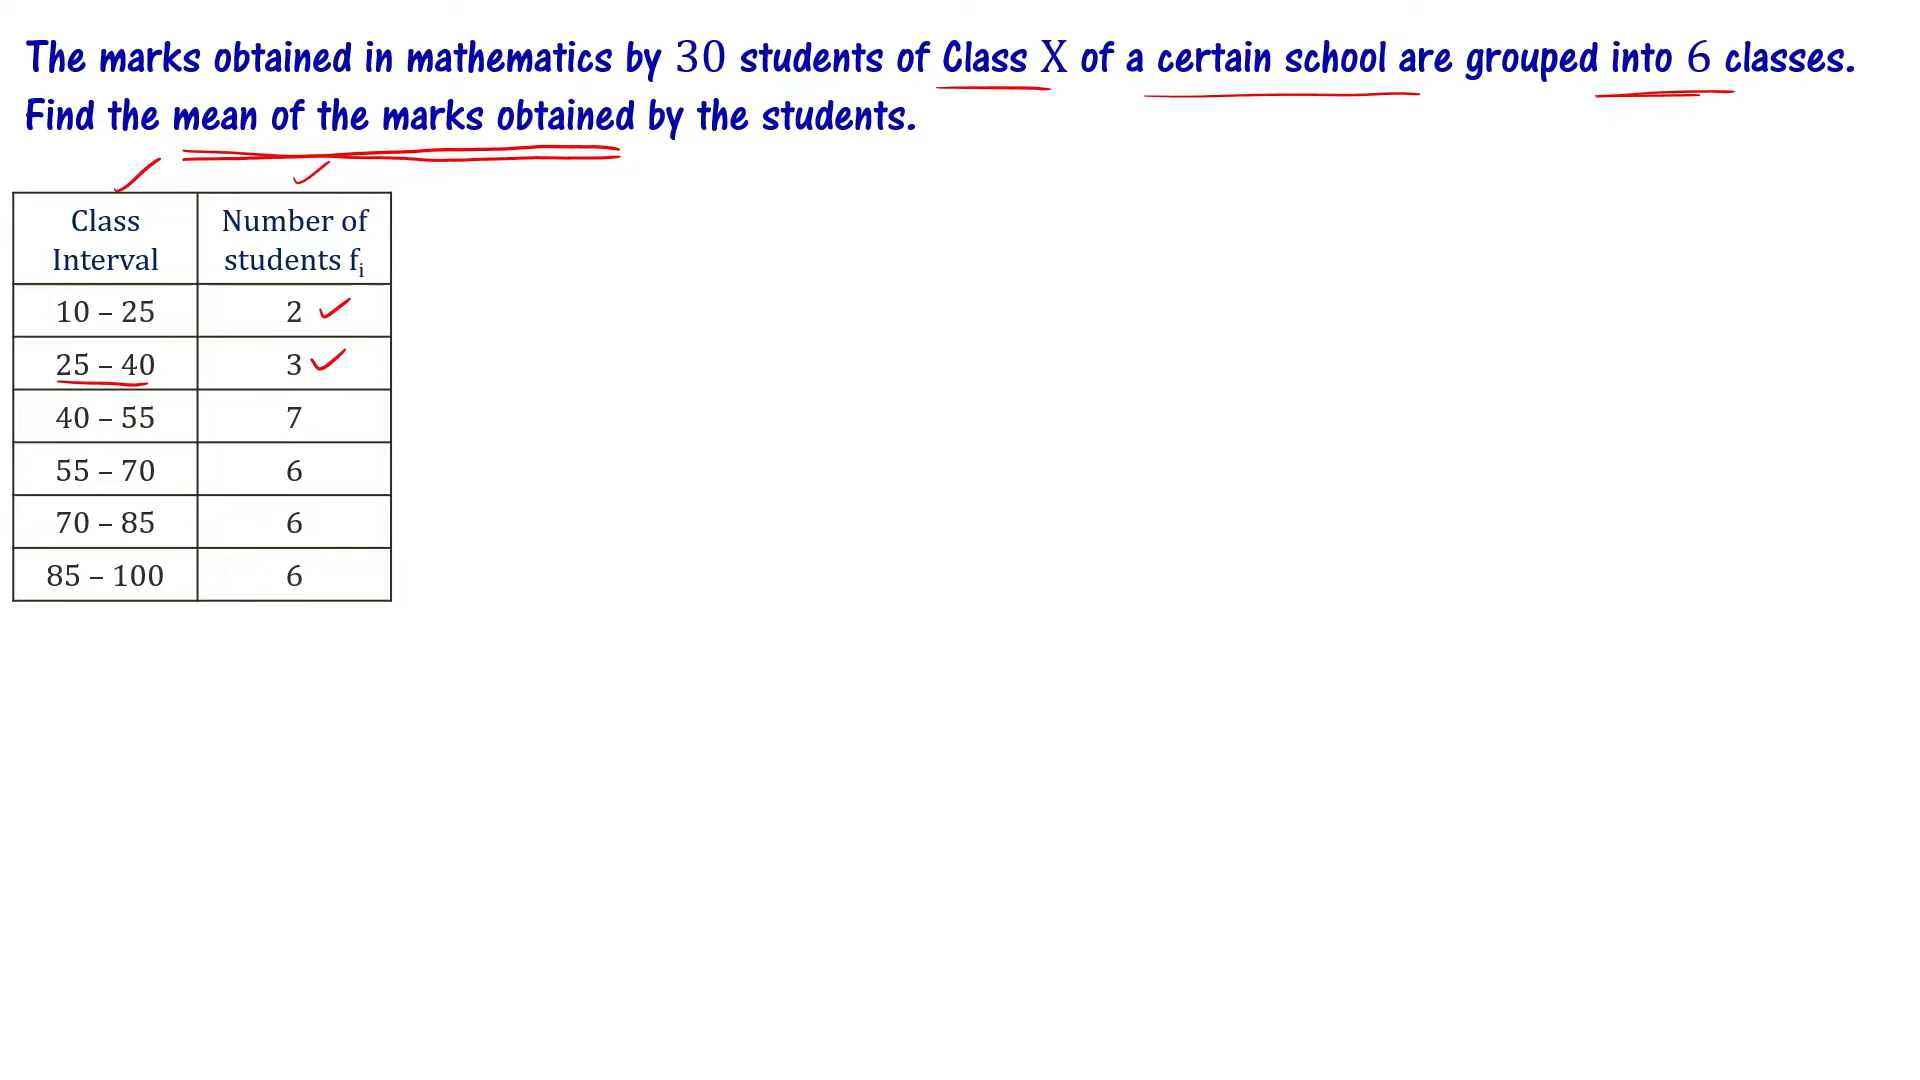 The marks obtained in mathematics by 30 students of Class X of a certain school are grouped into 6 classes.
Find the mean of the marks obtained by the students.
Class Interval
Number of students fᵢ
10 – 25 2
25 – 40 3
40 – 55 7
55 – 70 6
70 – 85 6
85 – 100 6